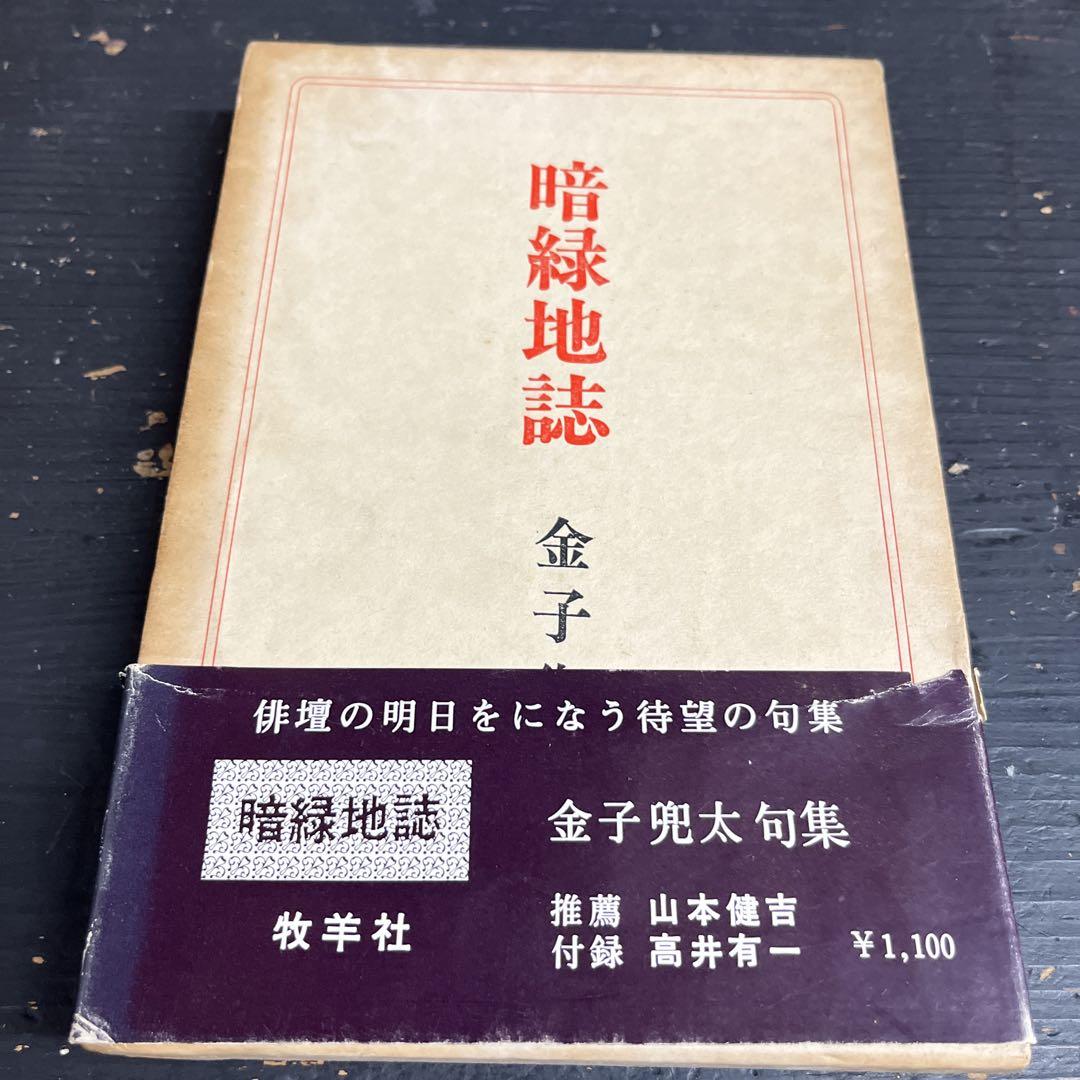 暗緑地誌
金子
俳壇の明日をになう待望の句集
暗緑地誌
金子兜太句集
牧羊社
推薦 山本健吉
付録 高井有一
￥1,100